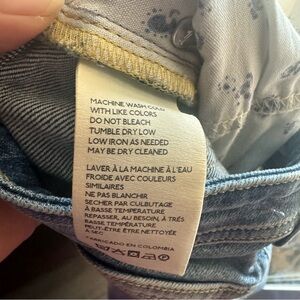 MACHINE WASH COLD
WITH LIKE COLORS
DO NOT BLEACH
TUMBLE DRY LOW
LOW IRON AS NEEDED
MAY BE DRY CLEANED
LAVER À LA MACHINE À L'EAU
FROIDE AVEC COULEURS
SIMILAIRES
NE PAS BLANCHIR
SECHER PAR CULBUTAGE
À BASSE TEMPÉRATURE
REPASSER, AU BESOIN, À TRÈS
BASSE TEMPÉRATURE
PEUT-ÊTRE ÊTRE NETTOYÉE
À SEC
FABRICADO EN COLOMBIA